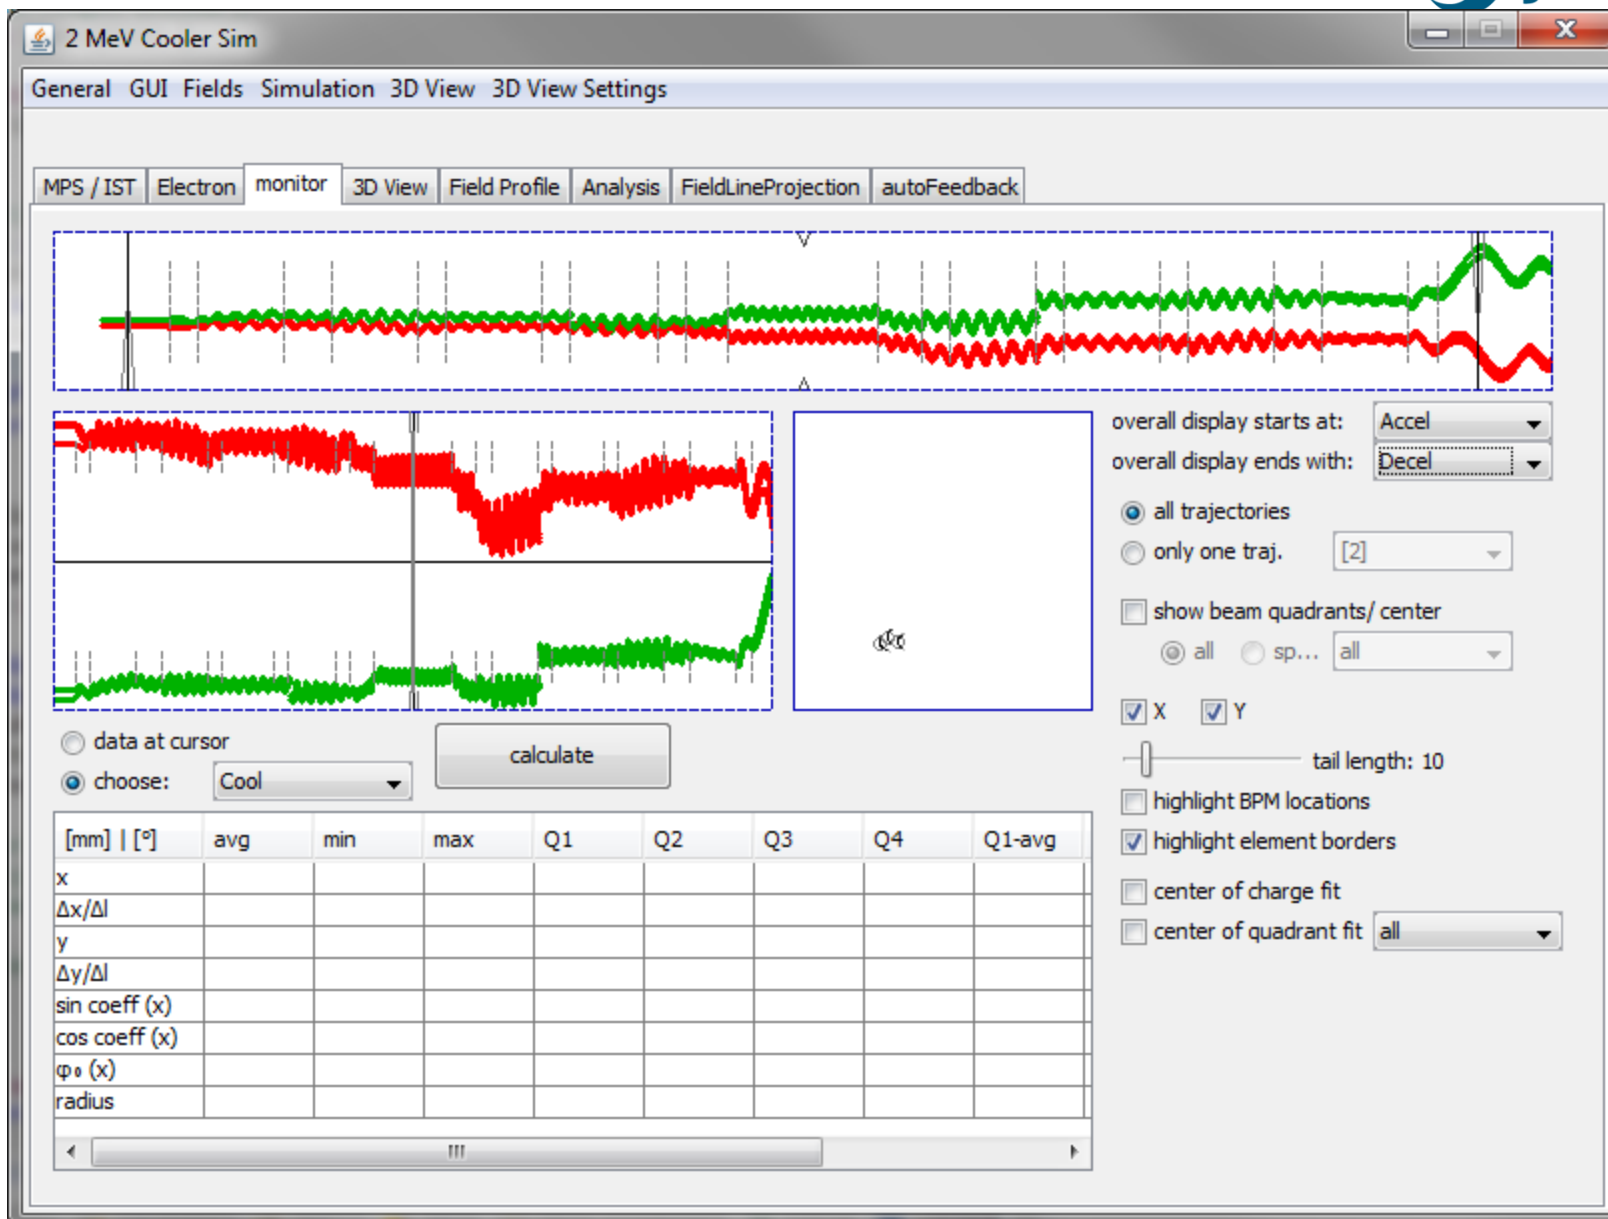 2 MeV Cooler Sim
General GUI Fields Simulation 3D View 3D View Settings
MPS / IST Electron monitor 3D View Field Profile Analysis FieldLineProjection autoFeedback
overall display starts at: Accel
overall display ends with: Decel
all trajectories
only one traj. [2]
show beam quadrants/ center
all sp... all
X Y
tail length: 10
highlight BPM locations
highlight element borders
center of charge fit
center of quadrant fit all
data at cursor
choose: Cool
calculate
[mm] | [°] avg min max Q1 Q2 Q3 Q4 Q1-avg
x
Δx/Δl
y
Δy/Δl
sin coeff (x)
cos coeff (x)
φ₀ (x)
radius